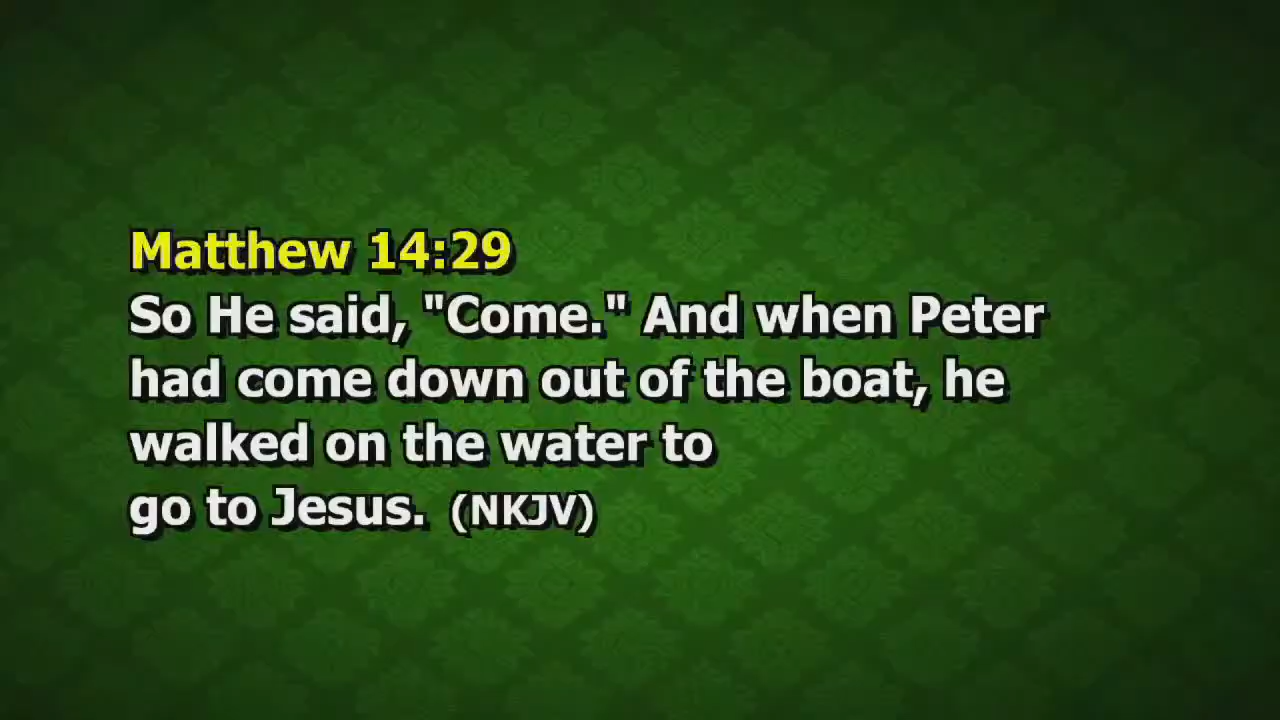 Matthew 14:29
So He said, "Come." And when Peter
had come down out of the boat, he
walked on the water to
go to Jesus. (NKJV)